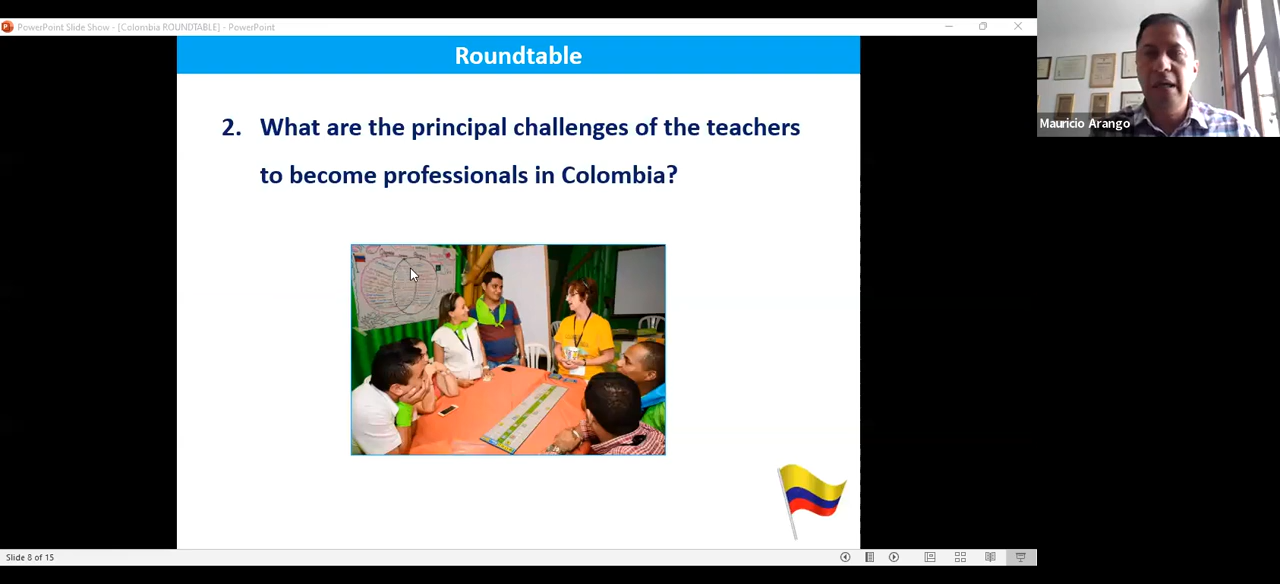 PowerPoint Slide Show - [Colombia ROUNDTABLE] - PowerPoint
Roundtable
2. What are the principal challenges of the teachers
to become professionals in Colombia?
Mauricio Arango
Slide 8 of 15